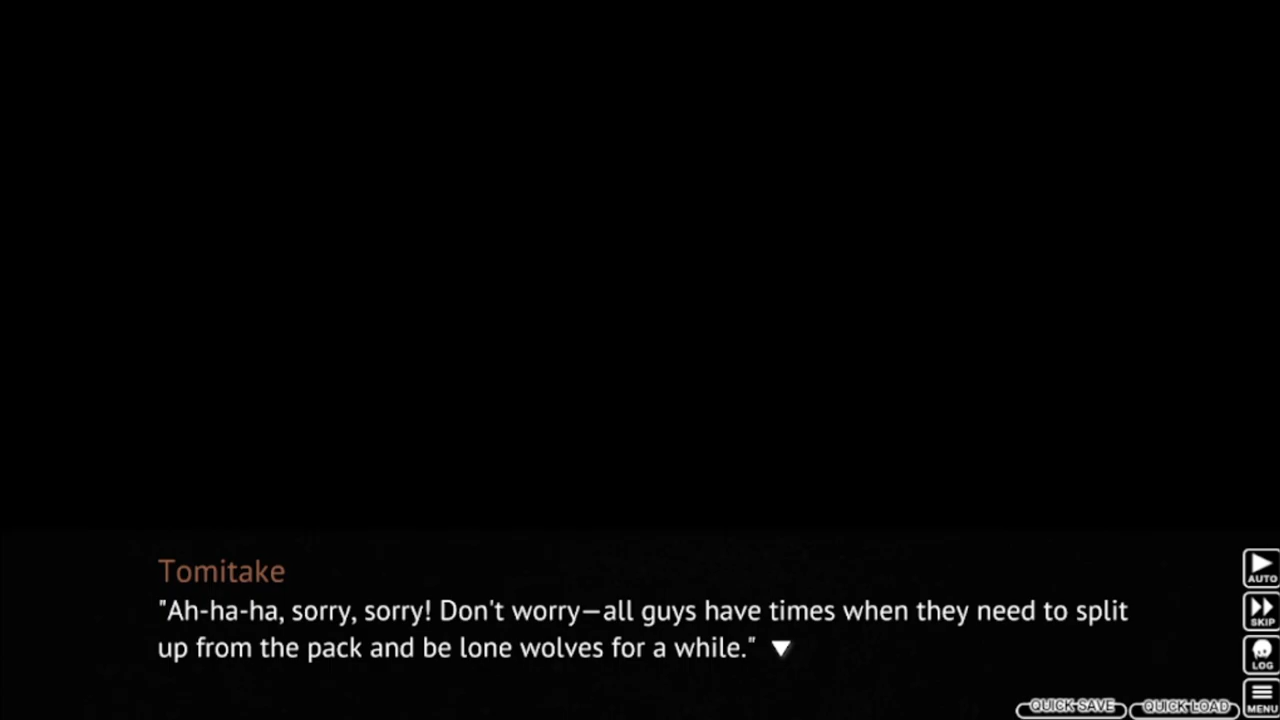 Tomitake
"Ah-ha-ha, sorry, sorry! Don't worry—all guys have times when they need to split
up from the pack and be lone wolves for a while."
AUTO
SKIP
LOG
MENU
QUICK SAVE QUICK LOAD